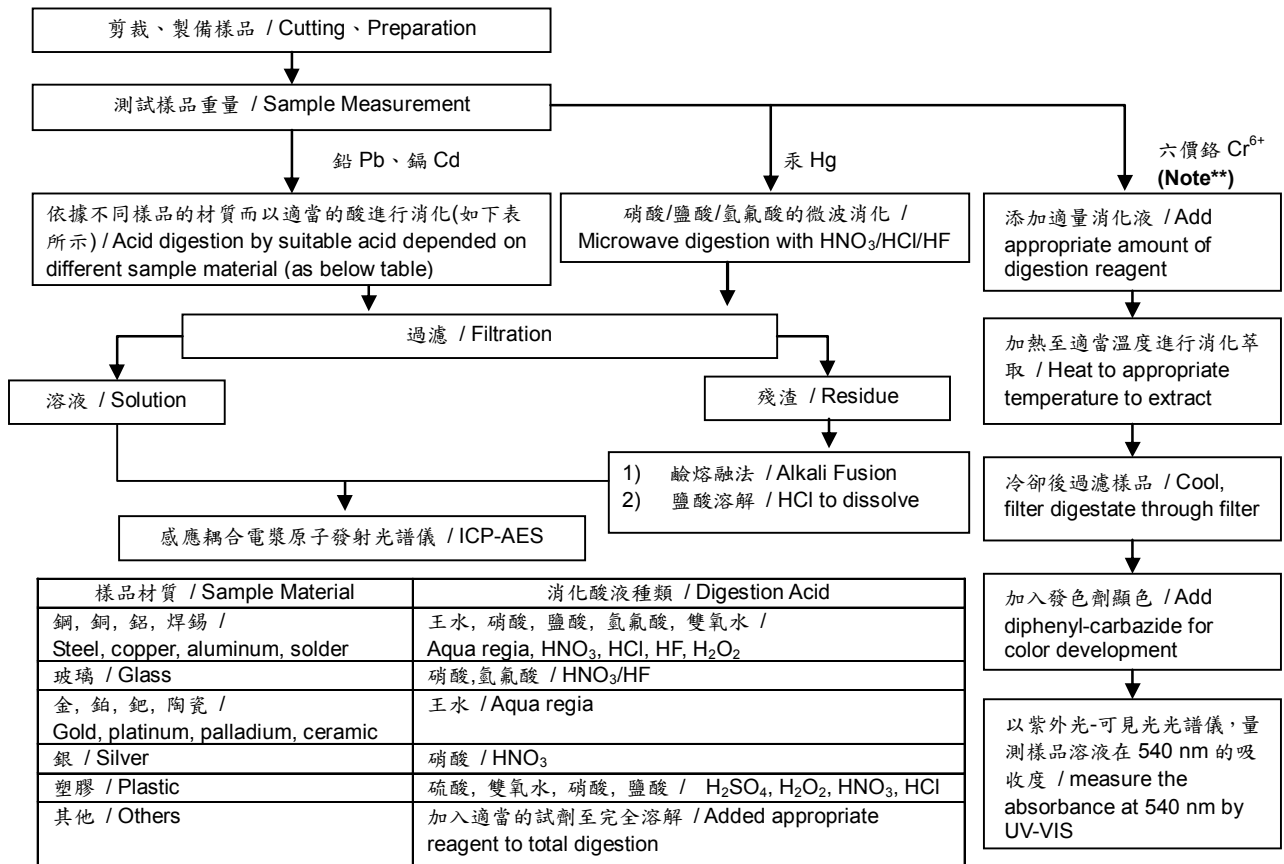 剪裁、製備樣品 / Cutting、Preparation
測試樣品重量 / Sample Measurement
鉛 Pb、鎘 Cd
汞 Hg
六價鉻 Cr6+
(Note**)
依據不同樣品的材質而以適當的酸進行消化(如下表
所示) / Acid digestion by suitable acid depended on
different sample material (as below table)
硝酸/鹽酸/氫氟酸的微波消化 /
Microwave digestion with HNO3/HCl/HF
添加適量消化液 / Add
appropriate amount of
digestion reagent
過濾 / Filtration
加熱至適當溫度進行消化萃
取 / Heat to appropriate
temperature to extract
溶液 / Solution
殘渣 / Residue
1) 鹼熔融法 / Alkali Fusion
2) 鹽酸溶解 / HCl to dissolve
冷卻後過濾樣品 / Cool,
filter digestate through filter
感應耦合電漿原子發射光譜儀 / ICP-AES
加入發色劑顯色 / Add
diphenyl-carbazide for
color development
以紫外光-可見光光譜儀,量
測樣品溶液在 540 nm 的吸
收度 / measure the
absorbance at 540 nm by
UV-VIS
樣品材質 / Sample Material
消化酸液種類 / Digestion Acid
鋼, 銅, 鋁, 焊錫 /
Steel, copper, aluminum, solder
王水, 硝酸, 鹽酸, 氫氟酸, 雙氧水 /
Aqua regia, HNO3, HCl, HF, H2O2
玻璃 / Glass
硝酸,氫氟酸 / HNO3/HF
金, 鉑, 鈀, 陶瓷 /
Gold, platinum, palladium, ceramic
王水 / Aqua regia
銀 / Silver
硝酸 / HNO3
塑膠 / Plastic
硫酸, 雙氧水, 硝酸, 鹽酸 / H2SO4, H2O2, HNO3, HCl
其他 / Others
加入適當的試劑至完全溶解 / Added appropriate
reagent to total digestion